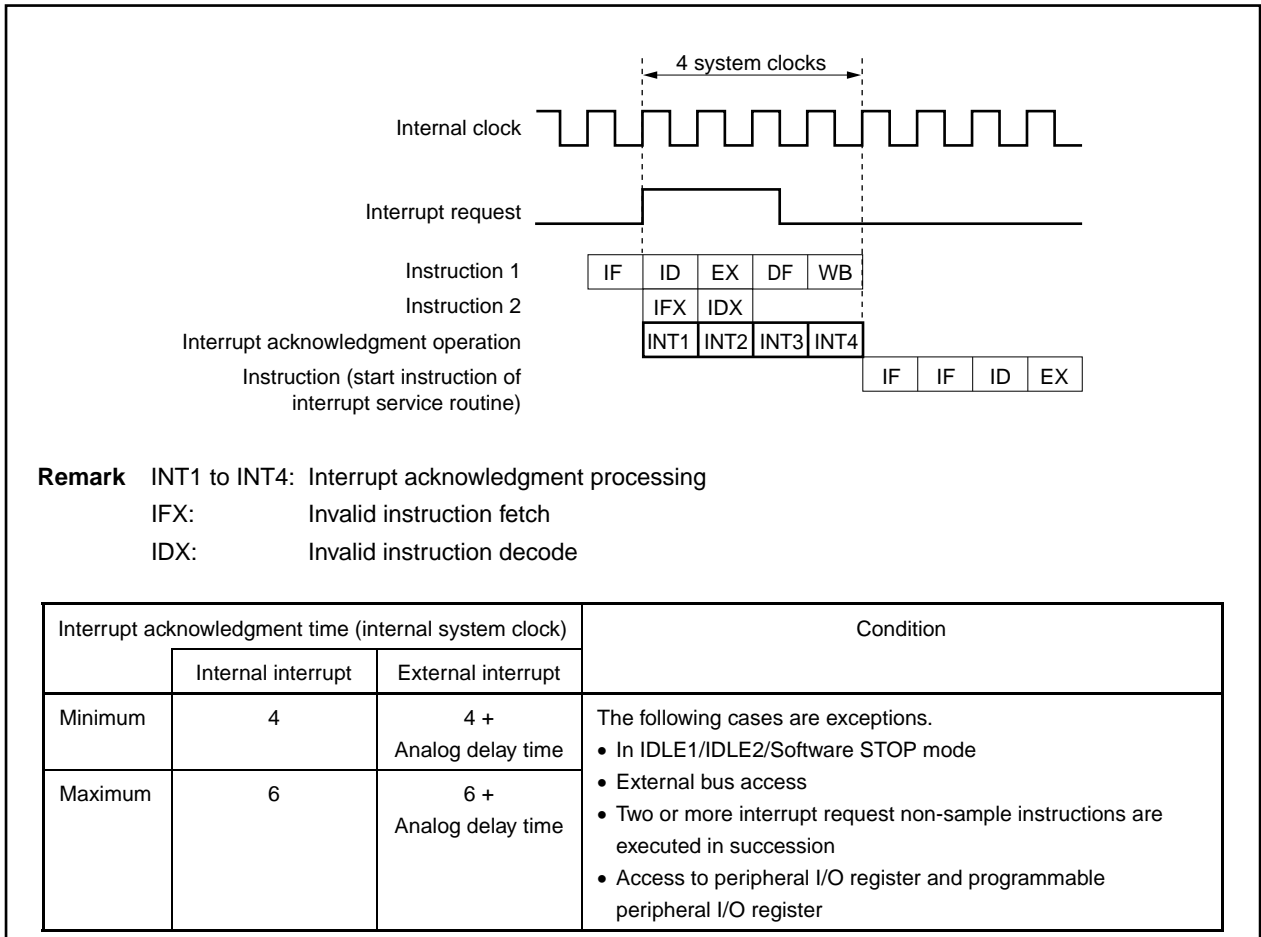 4 system clocks
Internal clock
Interrupt request
Instruction 1 IF ID EX DF WB
Instruction 2 IFX IDX
Interrupt acknowledgment operation INT1 INT2 INT3 INT4
Instruction (start instruction of
interrupt service routine) IF IF ID EX
Remark INT1 to INT4: Interrupt acknowledgment processing
IFX: Invalid instruction fetch
IDX: Invalid instruction decode
Interrupt acknowledgment time (internal system clock) Condition
Internal interrupt External interrupt
Minimum 4 4 +
Analog delay time
Maximum 6 6 +
Analog delay time
The following cases are exceptions.
• In IDLE1/IDLE2/Software STOP mode
• External bus access
• Two or more interrupt request non-sample instructions are
executed in succession
• Access to peripheral I/O register and programmable
peripheral I/O register